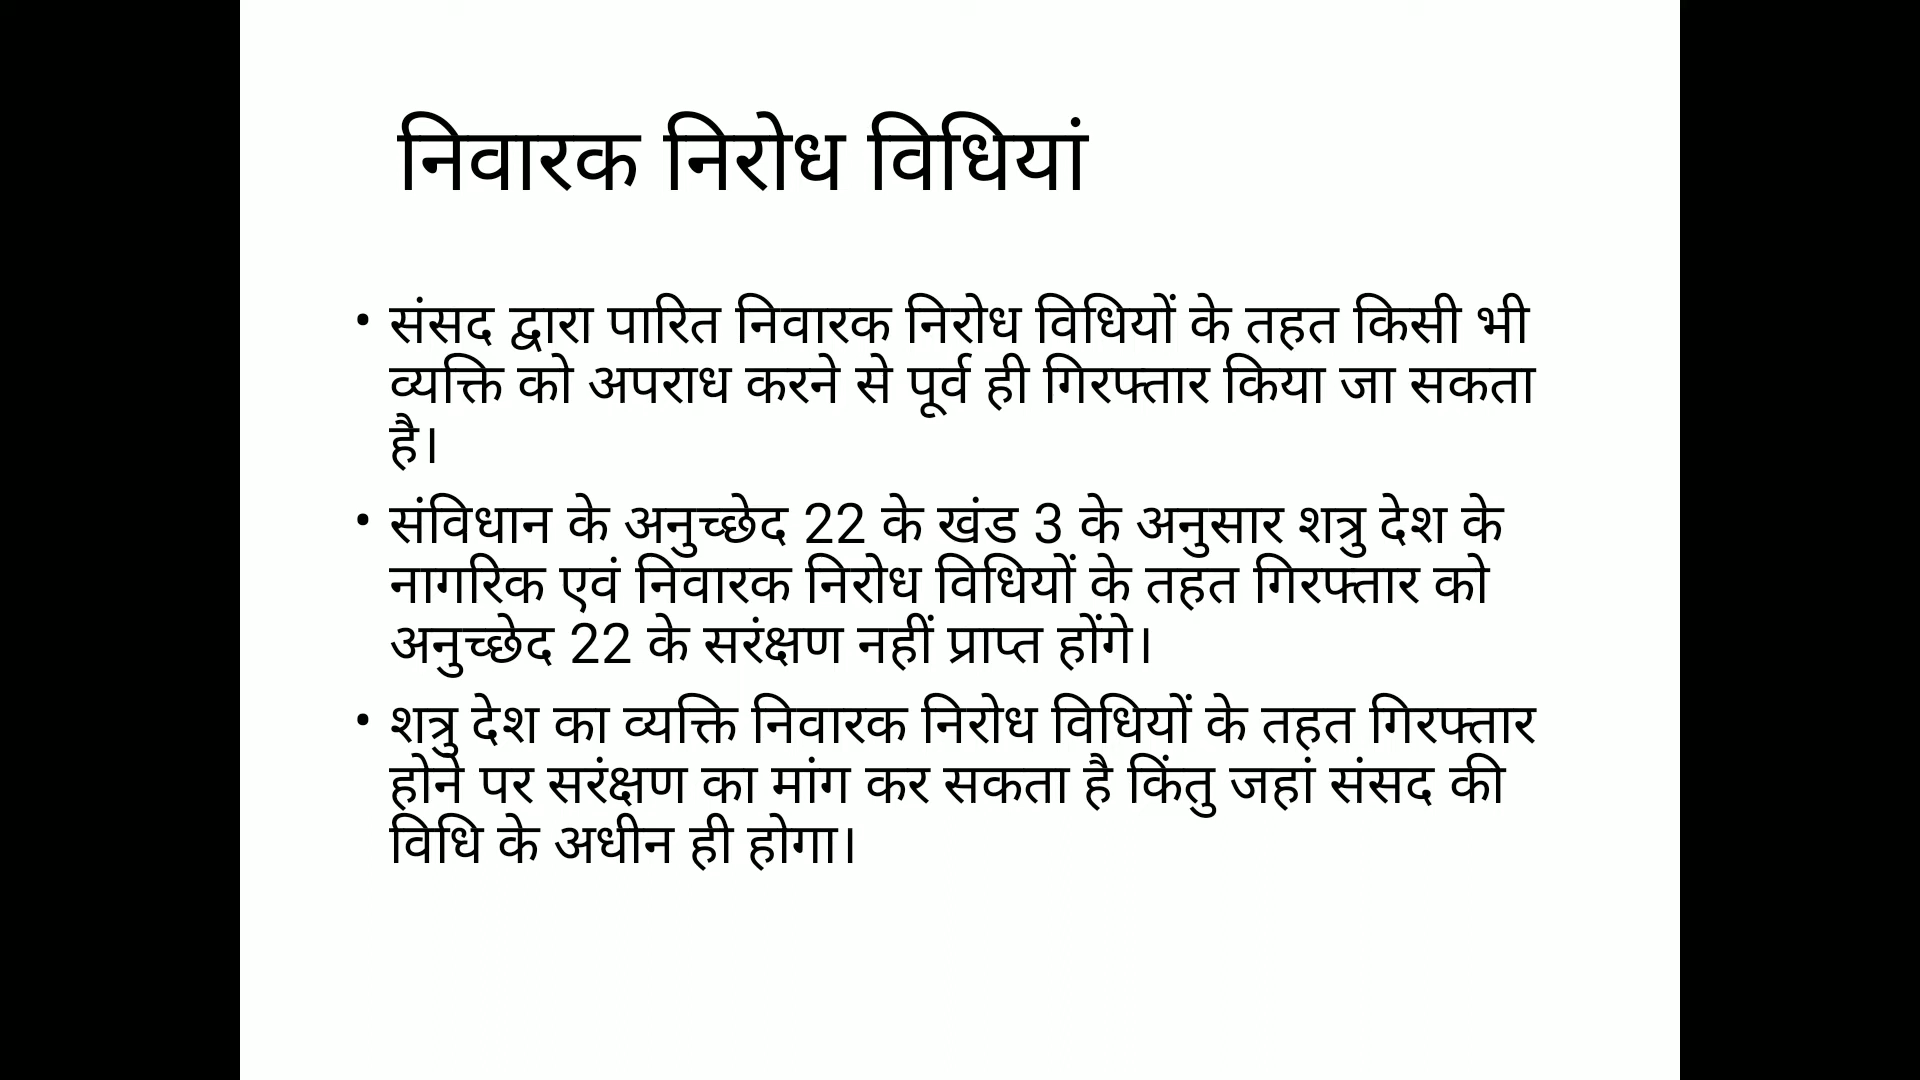 निवारक निरोध विधियां
• संसद द्वारा पारित निवारक निरोध विधियों के तहत किसी भी
व्यक्ति को अपराध करने से पूर्व ही गिरफ्तार किया जा सकता
है।
• संविधान के अनुच्छेद 22 के खंड 3 के अनुसार शत्रु देश के
नागरिक एवं निवारक निरोध विधियों के तहत गिरफ्तार को
अनुच्छेद 22 के सरंक्षण नहीं प्राप्त होंगे।
• शत्रु देश का व्यक्ति निवारक निरोध विधियों के तहत गिरफ्तार
होने पर सरंक्षण का मांग कर सकता है किंतु जहां संसद की
विधि के अधीन ही होगा।